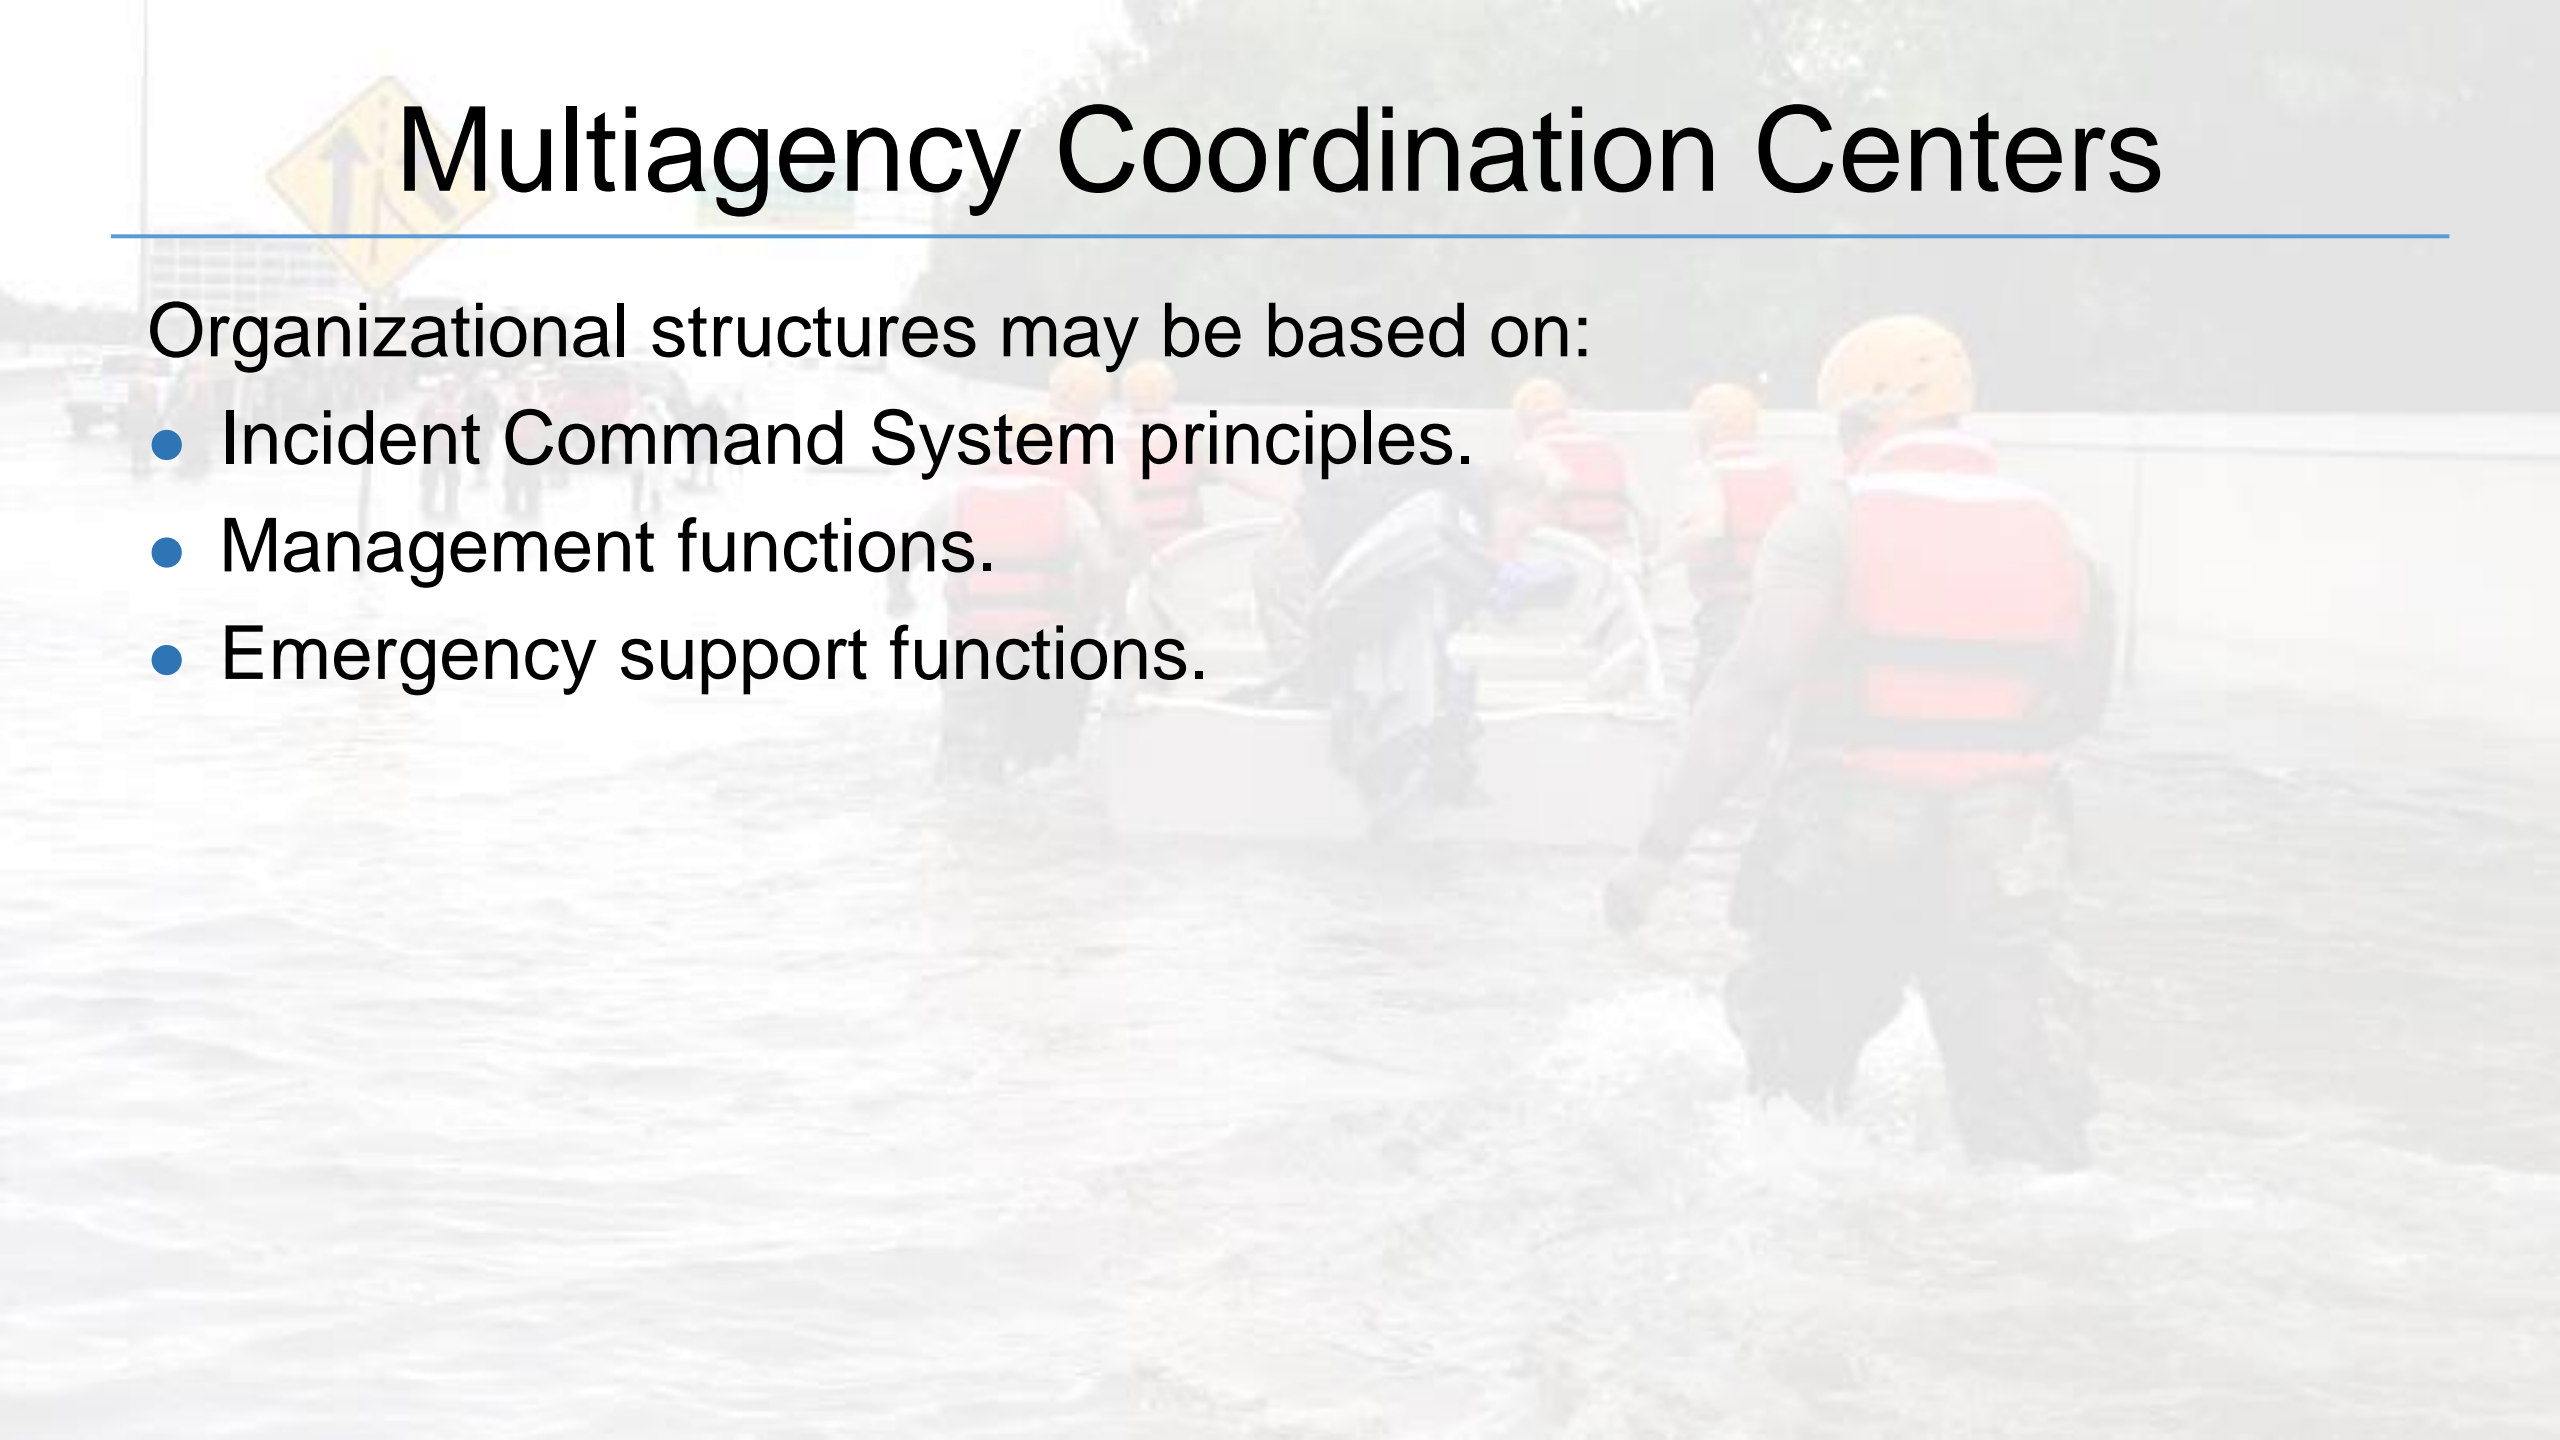 Multiagency Coordination Centers
Organizational structures may be based on:
● Incident Command System principles.
● Management functions.
● Emergency support functions.